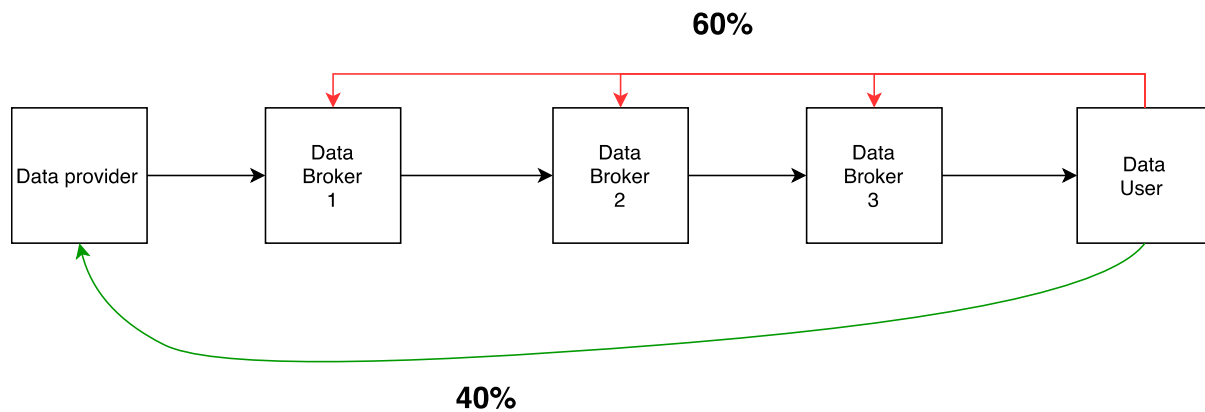 60%
Data provider
Data
Broker
1
Data
Broker
2
Data
Broker
3
Data
User
40%